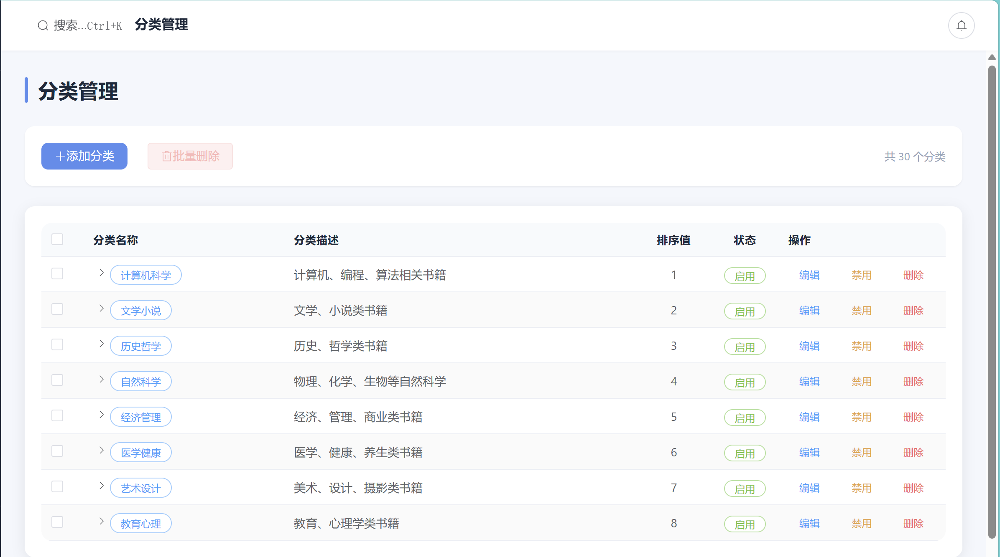 搜索...Ctrl+K 分类管理
分类管理
添加分类 批量删除 共 30 个分类
分类名称 分类描述 排序值 状态 操作
计算机科学 计算机、编程、算法相关书籍 1 启用 编辑 禁用 删除
文学小说 文学、小说类书籍 2 启用 编辑 禁用 删除
历史哲学 历史、哲学类书籍 3 启用 编辑 禁用 删除
自然科学 物理、化学、生物等自然科学 4 启用 编辑 禁用 删除
经济管理 经济、管理、商业类书籍 5 启用 编辑 禁用 删除
医学健康 医学、健康、养生类书籍 6 启用 编辑 禁用 删除
艺术设计 美术、设计、摄影类书籍 7 启用 编辑 禁用 删除
教育心理 教育、心理学类书籍 8 启用 编辑 禁用 删除